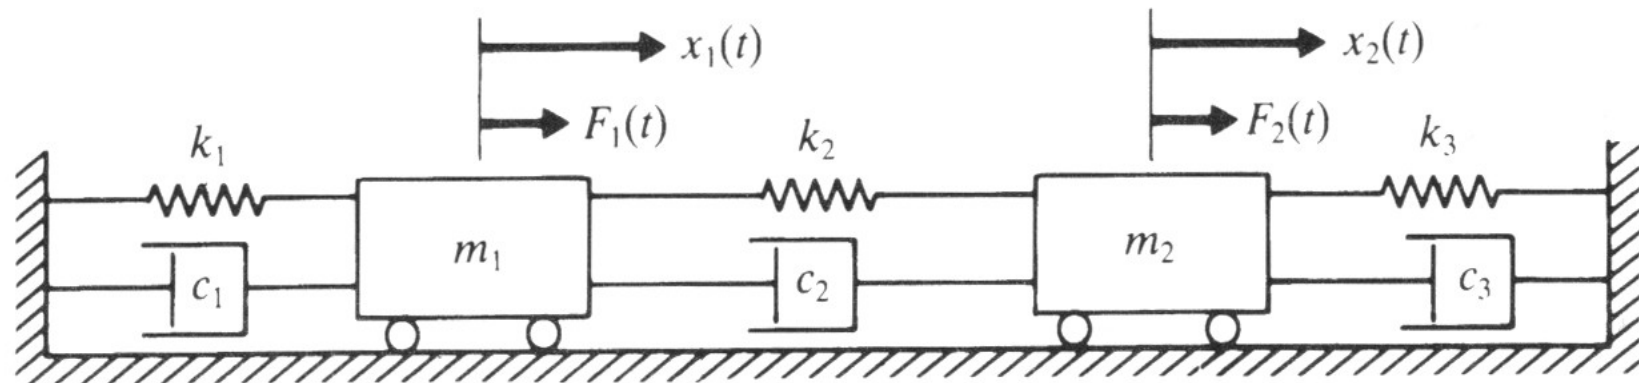 x₁(t)
x₂(t)
F₁(t)
F₂(t)
k₁
k₂
k₃
m₁
m₂
c₁
c₂
c₃